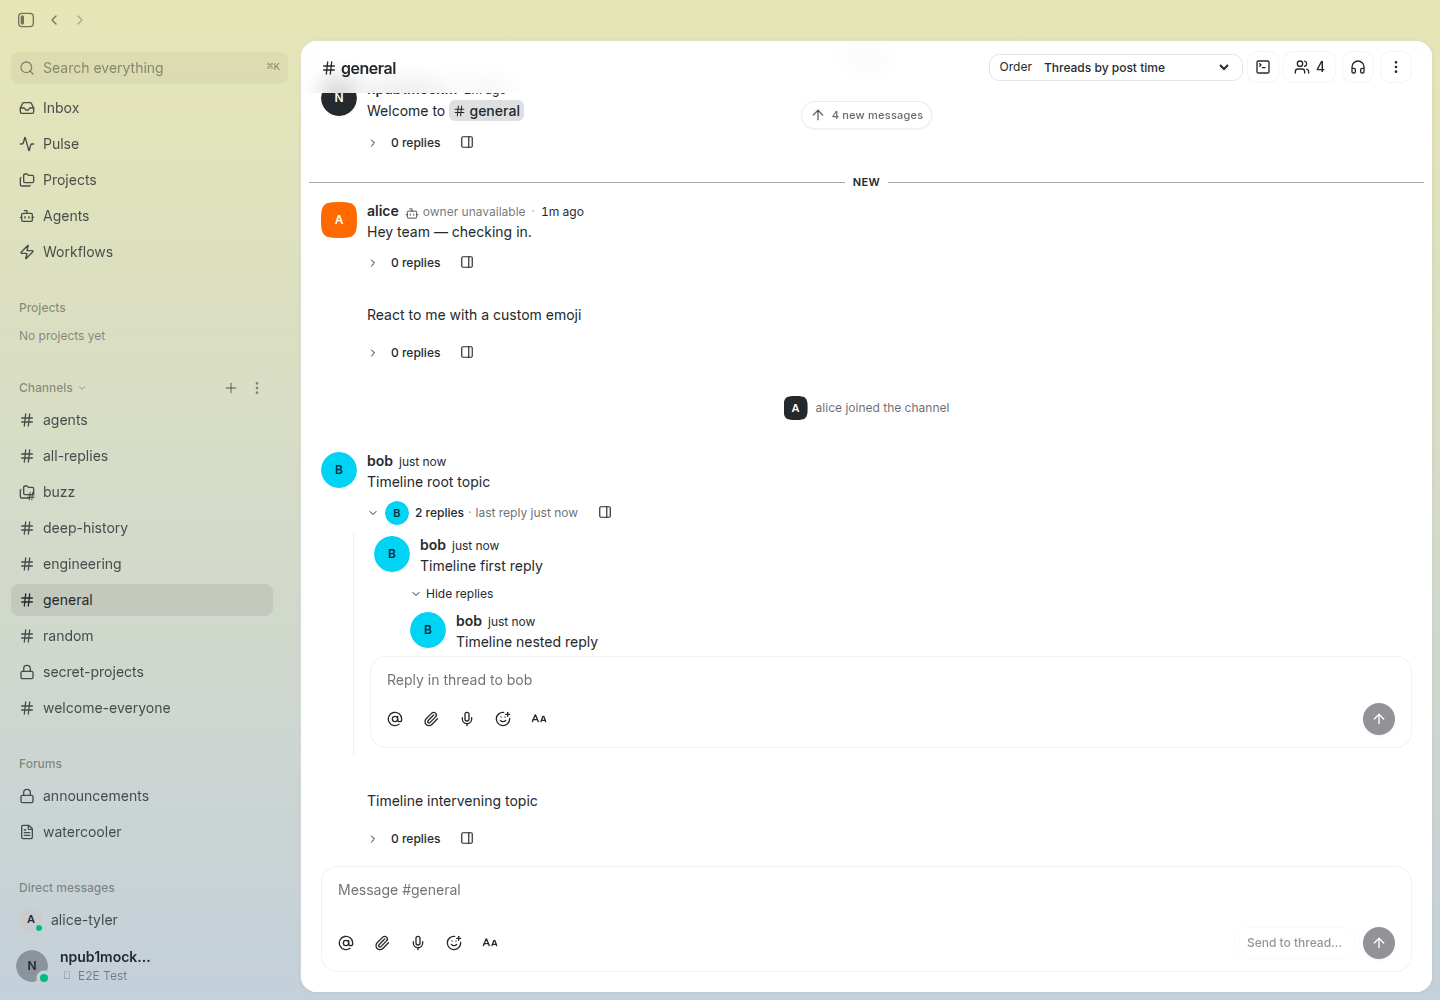 Search everything ⌘K
Inbox
Pulse
Projects
Agents
Workflows
Projects
No projects yet
Channels
agents
all-replies
buzz
deep-history
engineering
general
random
secret-projects
welcome-everyone
Forums
announcements
watercooler
Direct messages
A alice-tyler
N npub1mock...
E2E Test
# general
Order Threads by post time
4
N
Welcome to # general
4 new messages
0 replies
NEW
A alice owner unavailable · 1m ago
Hey team — checking in.
0 replies
React to me with a custom emoji
0 replies
A alice joined the channel
B bob just now
Timeline root topic
B 2 replies · last reply just now
B bob just now
Timeline first reply
Hide replies
B bob just now
Timeline nested reply
Reply in thread to bob
Timeline intervening topic
0 replies
Message #general
Send to thread...